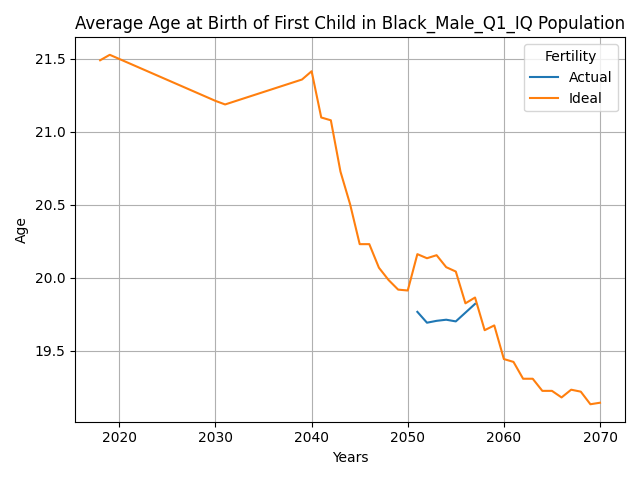 Average Age at Birth of First Child in Black_Male_Q1_IQ Population
Fertility
Actual
Ideal
21.5
21.0
20.5
20.0
19.5
Age
2020
2030
2040
2050
2060
2070
Years